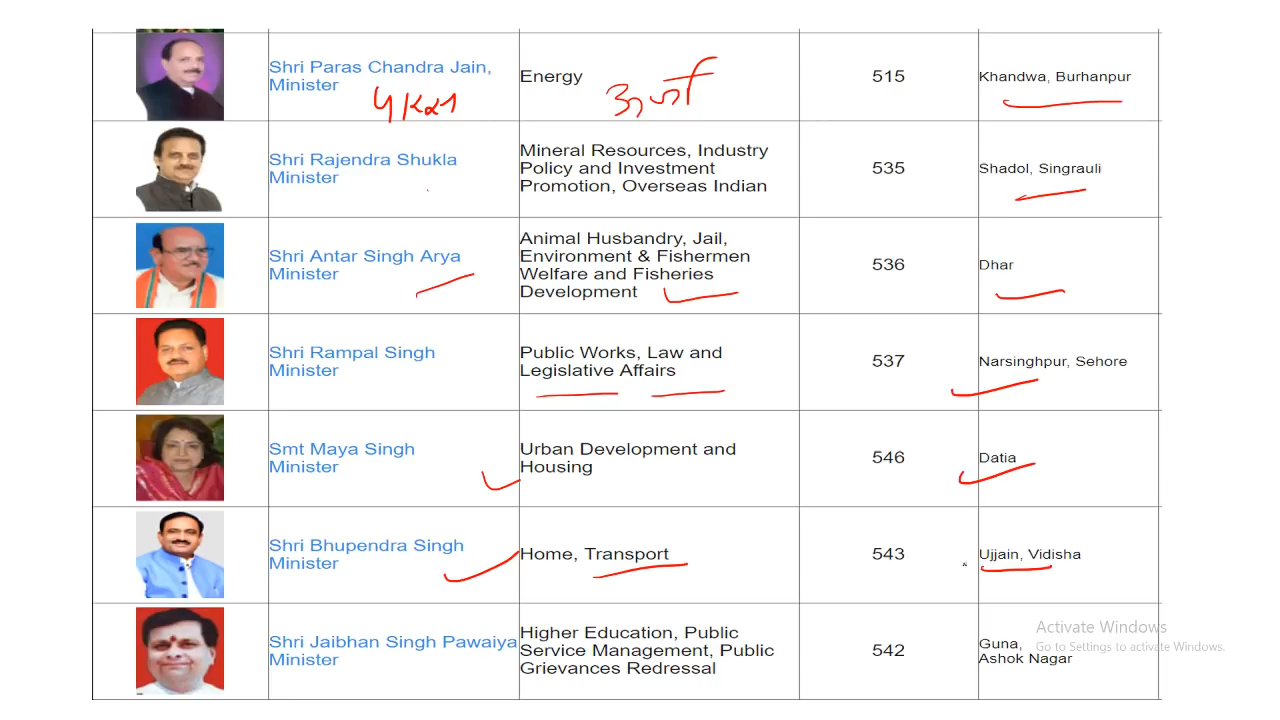 Shri Paras Chandra Jain,
Minister
Energy
ऊर्जा
515
Khandwa, Burhanpur
Shri Rajendra Shukla
Minister
Mineral Resources, Industry
Policy and Investment
Promotion, Overseas Indian
535
Shadol, Singrauli
Shri Antar Singh Arya
Minister
Animal Husbandry, Jail,
Environment & Fishermen
Welfare and Fisheries
Development
536
Dhar
Shri Rampal Singh
Minister
Public Works, Law and
Legislative Affairs
537
Narsinghpur, Sehore
Smt Maya Singh
Minister
Urban Development and
Housing
546
Datia
Shri Bhupendra Singh
Minister
Home, Transport
543
Ujjain, Vidisha
Shri Jaibhan Singh Pawaiya
Minister
Higher Education, Public
Service Management, Public
Grievances Redressal
542
Guna,
Ashok Nagar
Activate Windows
Go to Settings to activate Windows.